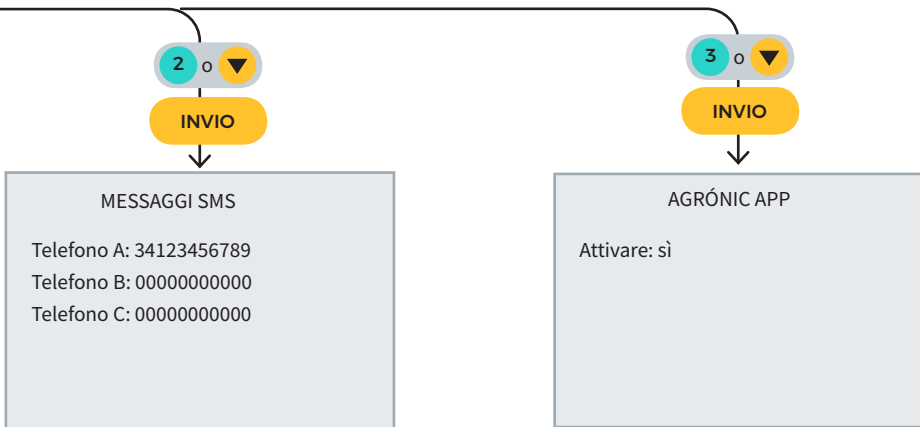 2 o
INVIO
MESSAGGI SMS
Telefono A: 34123456789
Telefono B: 00000000000
Telefono C: 00000000000
3 o
INVIO
AGRÓNIC APP
Attivare: sì